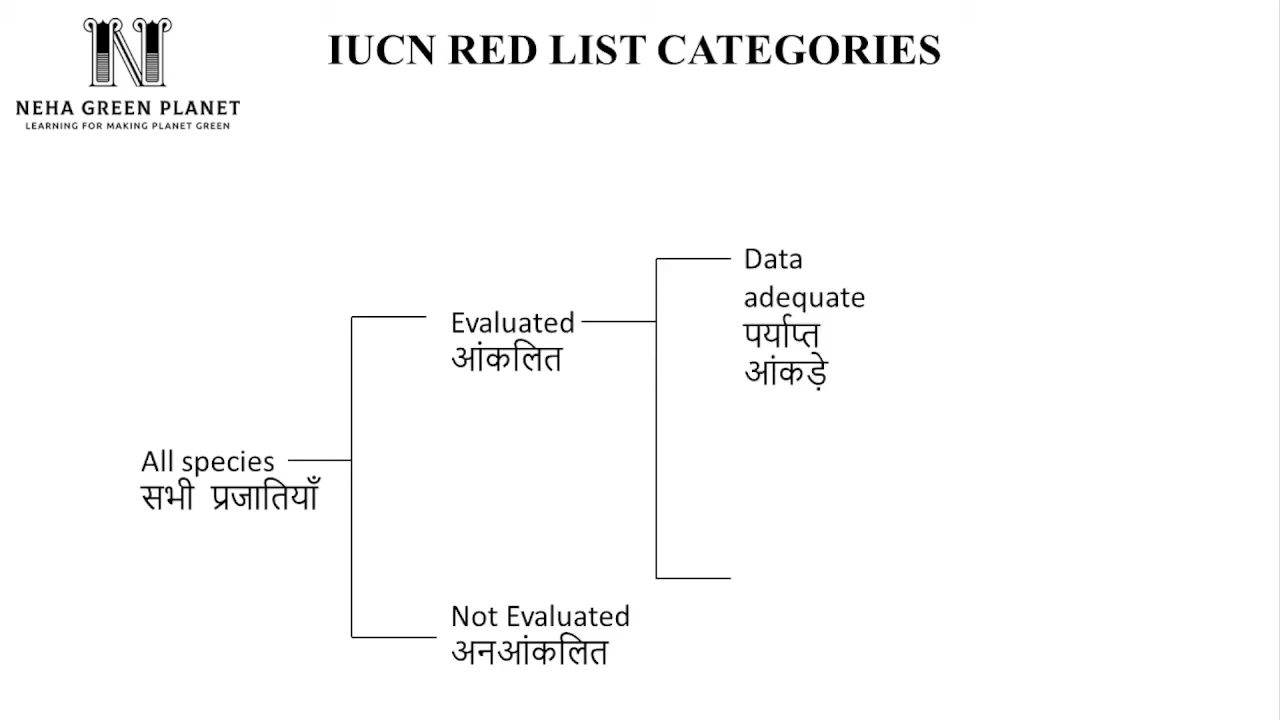 IUCN RED LIST CATEGORIES
N
NEHA GREEN PLANET
LEARNING FOR MAKING PLANET GREEN
Data
adequate
पर्याप्त
आंकड़े
Evaluated
आंकलित
All species
सभी प्रजातियाँ
Not Evaluated
अनआंकलित